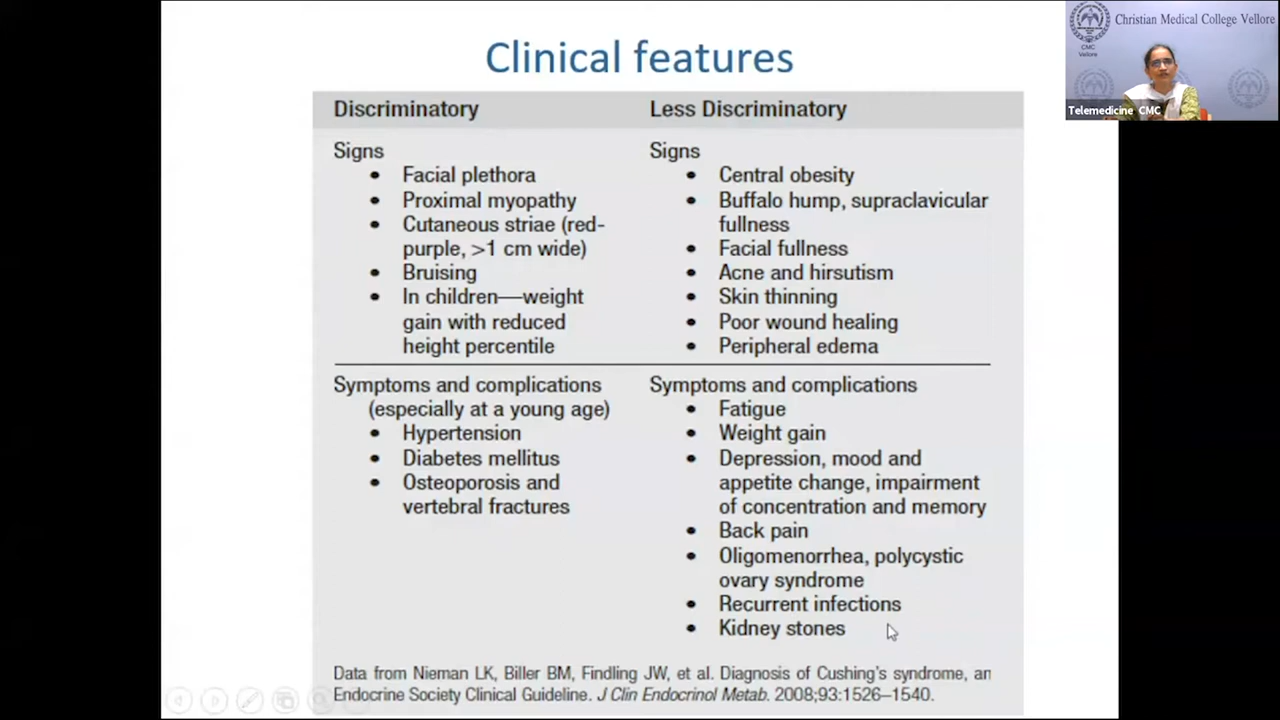 Clinical features
Discriminatory
Signs
• Facial plethora
• Proximal myopathy
• Cutaneous striae (red-
purple, >1 cm wide)
• Bruising
• In children—weight
gain with reduced
height percentile
Symptoms and complications
(especially at a young age)
• Hypertension
• Diabetes mellitus
• Osteoporosis and
vertebral fractures
Less Discriminatory
Signs
• Central obesity
• Buffalo hump, supraclavicular
fullness
• Facial fullness
• Acne and hirsutism
• Skin thinning
• Poor wound healing
• Peripheral edema
Symptoms and complications
• Fatigue
• Weight gain
• Depression, mood and
appetite change, impairment
of concentration and memory
• Back pain
• Oligomenorrhea, polycystic
ovary syndrome
• Recurrent infections
• Kidney stones
Data from Nieman LK, Biller BM, Findling JW, et al. Diagnosis of Cushing's syndrome, an
Endocrine Society Clinical Guideline. J Clin Endocrinol Metab. 2008;93:1526–1540.
Christian Medical College Vellore
CMC
Vellore
Telemedicine CMC